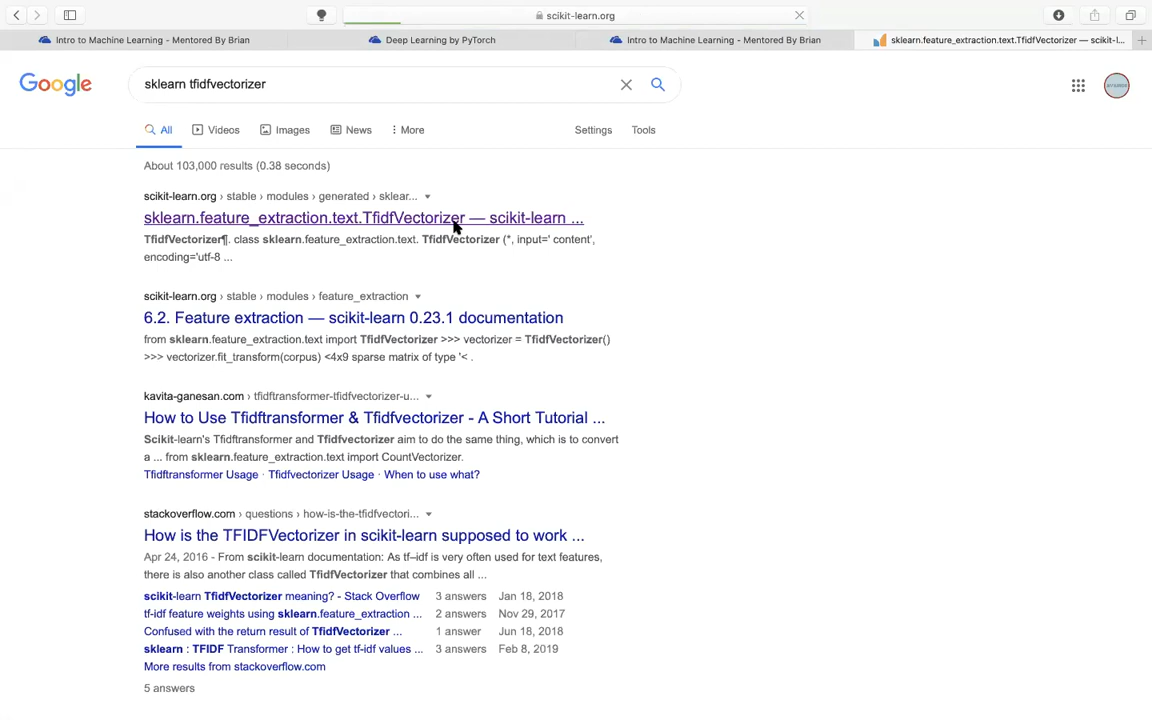 scikit-learn.org
Intro to Machine Learning - Mentored By Brian
Deep Learning by PyTorch
Intro to Machine Learning - Mentored By Brian
sklearn.feature_extraction.text.TfidfVectorizer — scikit-l...
Google
sklearn tfidfvectorizer
All
Videos
Images
News
More
Settings
Tools
About 103,000 results (0.38 seconds)
scikit-learn.org › stable › modules › generated › sklear...
sklearn.feature_extraction.text.TfidfVectorizer — scikit-learn ...
TfidfVectorizer¶. class sklearn.feature_extraction.text. TfidfVectorizer (*, input=' content',
encoding='utf-8 ...
scikit-learn.org › stable › modules › feature_extraction
6.2. Feature extraction — scikit-learn 0.23.1 documentation
from sklearn.feature_extraction.text import TfidfVectorizer >>> vectorizer = TfidfVectorizer()
>>> vectorizer.fit_transform(corpus) <4x9 sparse matrix of type '< .
kavita-ganesan.com › tfidftransformer-tfidfvectorizer-u...
How to Use Tfidftransformer & Tfidfvectorizer - A Short Tutorial ...
Scikit-learn's Tfidftransformer and Tfidfvectorizer aim to do the same thing, which is to convert
a ... from sklearn.feature_extraction.text import CountVectorizer.
Tfidftransformer Usage · Tfidfvectorizer Usage · When to use what?
stackoverflow.com › questions › how-is-the-tfidfvectori...
How is the TFIDFVectorizer in scikit-learn supposed to work ...
Apr 24, 2016 - From scikit-learn documentation: As tf–idf is very often used for text features,
there is also another class called TfidfVectorizer that combines all ...
scikit-learn TfidfVectorizer meaning? - Stack Overflow 3 answers Jan 18, 2018
tf-idf feature weights using sklearn.feature_extraction ... 2 answers Nov 29, 2017
Confused with the return result of TfidfVectorizer ... 1 answer Jun 18, 2018
sklearn : TFIDF Transformer : How to get tf-idf values ... 3 answers Feb 8, 2019
More results from stackoverflow.com
5 answers